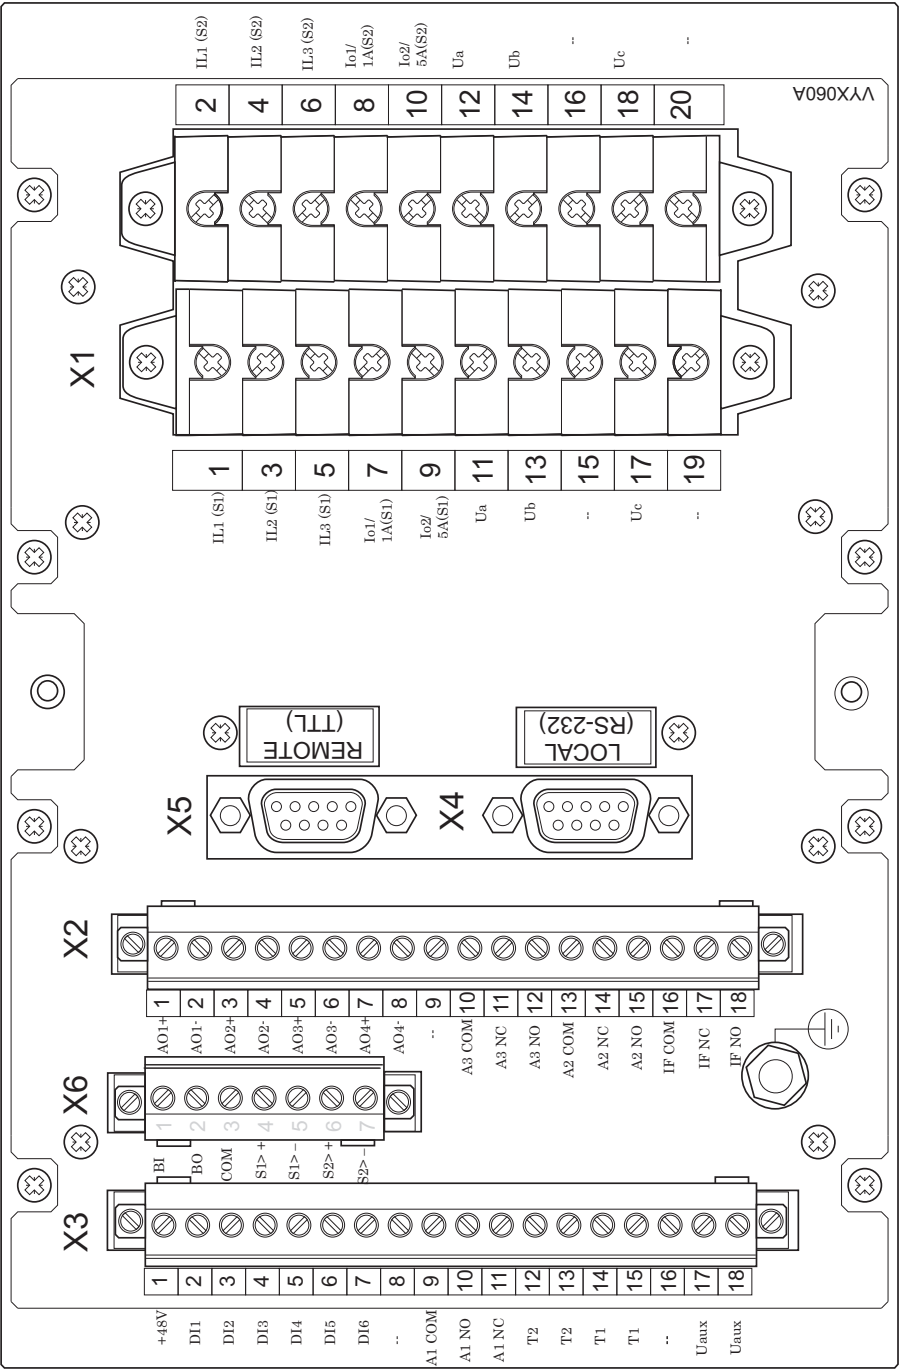 IL1 (S2)
IL2 (S2)
IL3 (S2)
Io1/
1A(S2)
Io2/
5A(S2)
Ua
Ub
--
Uc
--
2
4
6
8
10
12
14
16
18
20
VYX060A
X1
1
3
5
7
9
11
13
15
17
19
IL1 (S1)
IL2 (S1)
IL3 (S1)
Io1/
1A(S1)
Io2/
5A(S1)
Ua
Ub
--
Uc
--
REMOTE
(TTL)
LOCAL
(RS-232)
X5
X4
X2
1
2
3
4
5
6
7
8
9
10
11
12
13
14
15
16
17
18
AO1+
AO1-
AO2+
AO2-
AO3+
AO3-
AO4+
AO4-
--
A3 COM
A3 NC
A3 NO
A2 COM
A2 NC
A2 NO
IF COM
IF NC
IF NO
X6
1
2
3
4
5
6
7
BI
BO
COM
S1>+
S1>-
S2>+
S2>-
X3
1
2
3
4
5
6
7
8
9
10
11
12
13
14
15
16
17
18
+48V
DI1
DI2
DI3
DI4
DI5
DI6
--
A1 COM
A1 NO
A1 NC
T2
T2
T1
T1
--
Uaux
Uaux